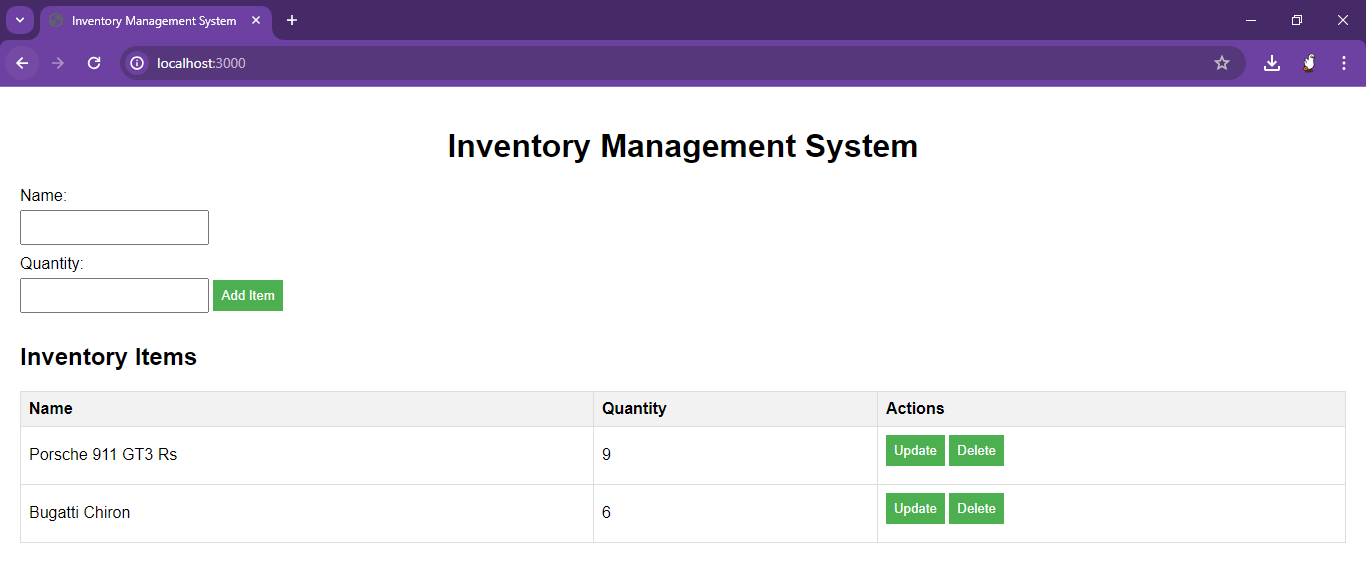 Inventory Management System
localhost:3000
Inventory Management System
Name:
Quantity:
Add Item
Inventory Items
Name Quantity Actions
Porsche 911 GT3 Rs 9 Update Delete
Bugatti Chiron 6 Update Delete